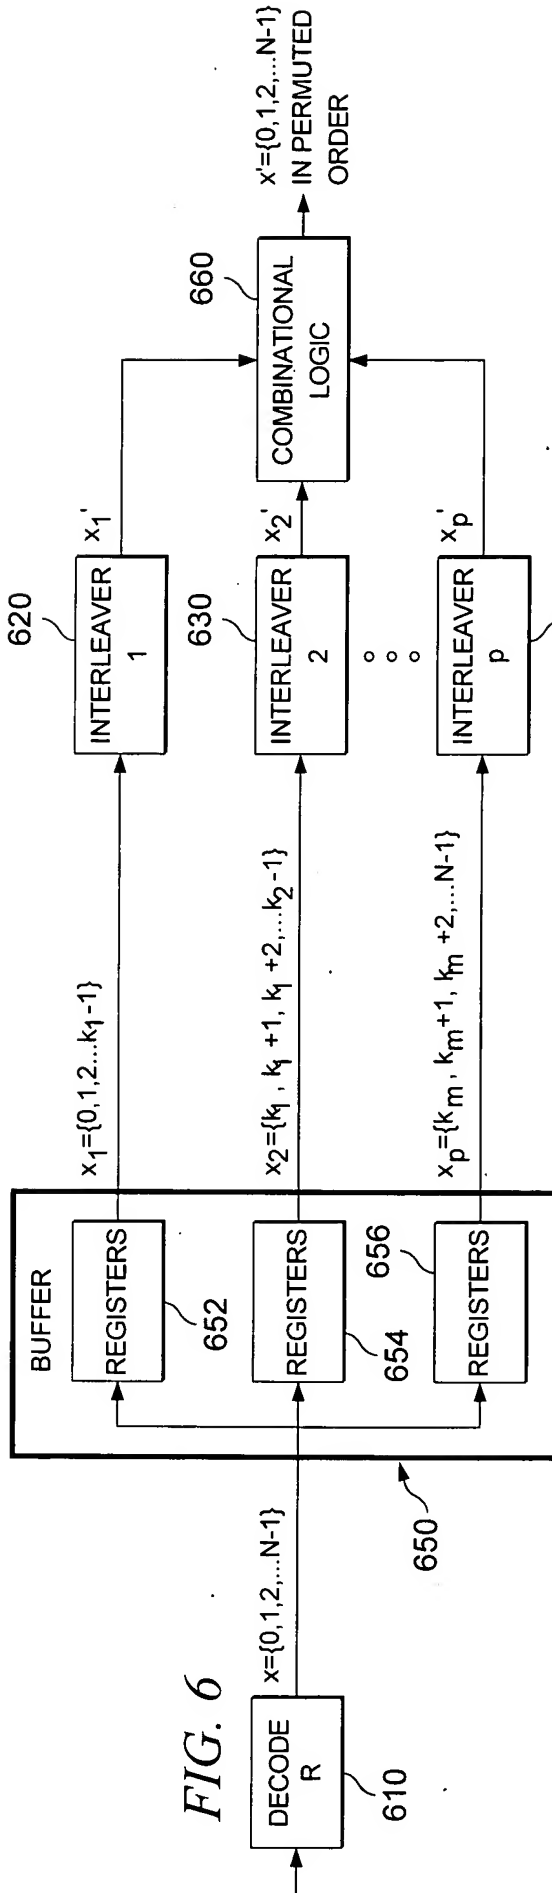 FIG. 6
DECODE
R
610
x={0,1,2,...N-1}
650
BUFFER
REGISTERS
652
REGISTERS
654
REGISTERS
656
x₁={0,1,2...k₁-1}
x₂={k₁, k₁+1, k₁+2,...k₂-1}
xₚ={kₘ, kₘ+1, kₘ+2,...N-1}
INTERLEAVER
1
620
INTERLEAVER
2
630
INTERLEAVER
p
x₁'
x₂'
xₚ'
COMBINATIONAL
LOGIC
660
x'={0,1,2,...N-1}
IN PERMUTED
ORDER